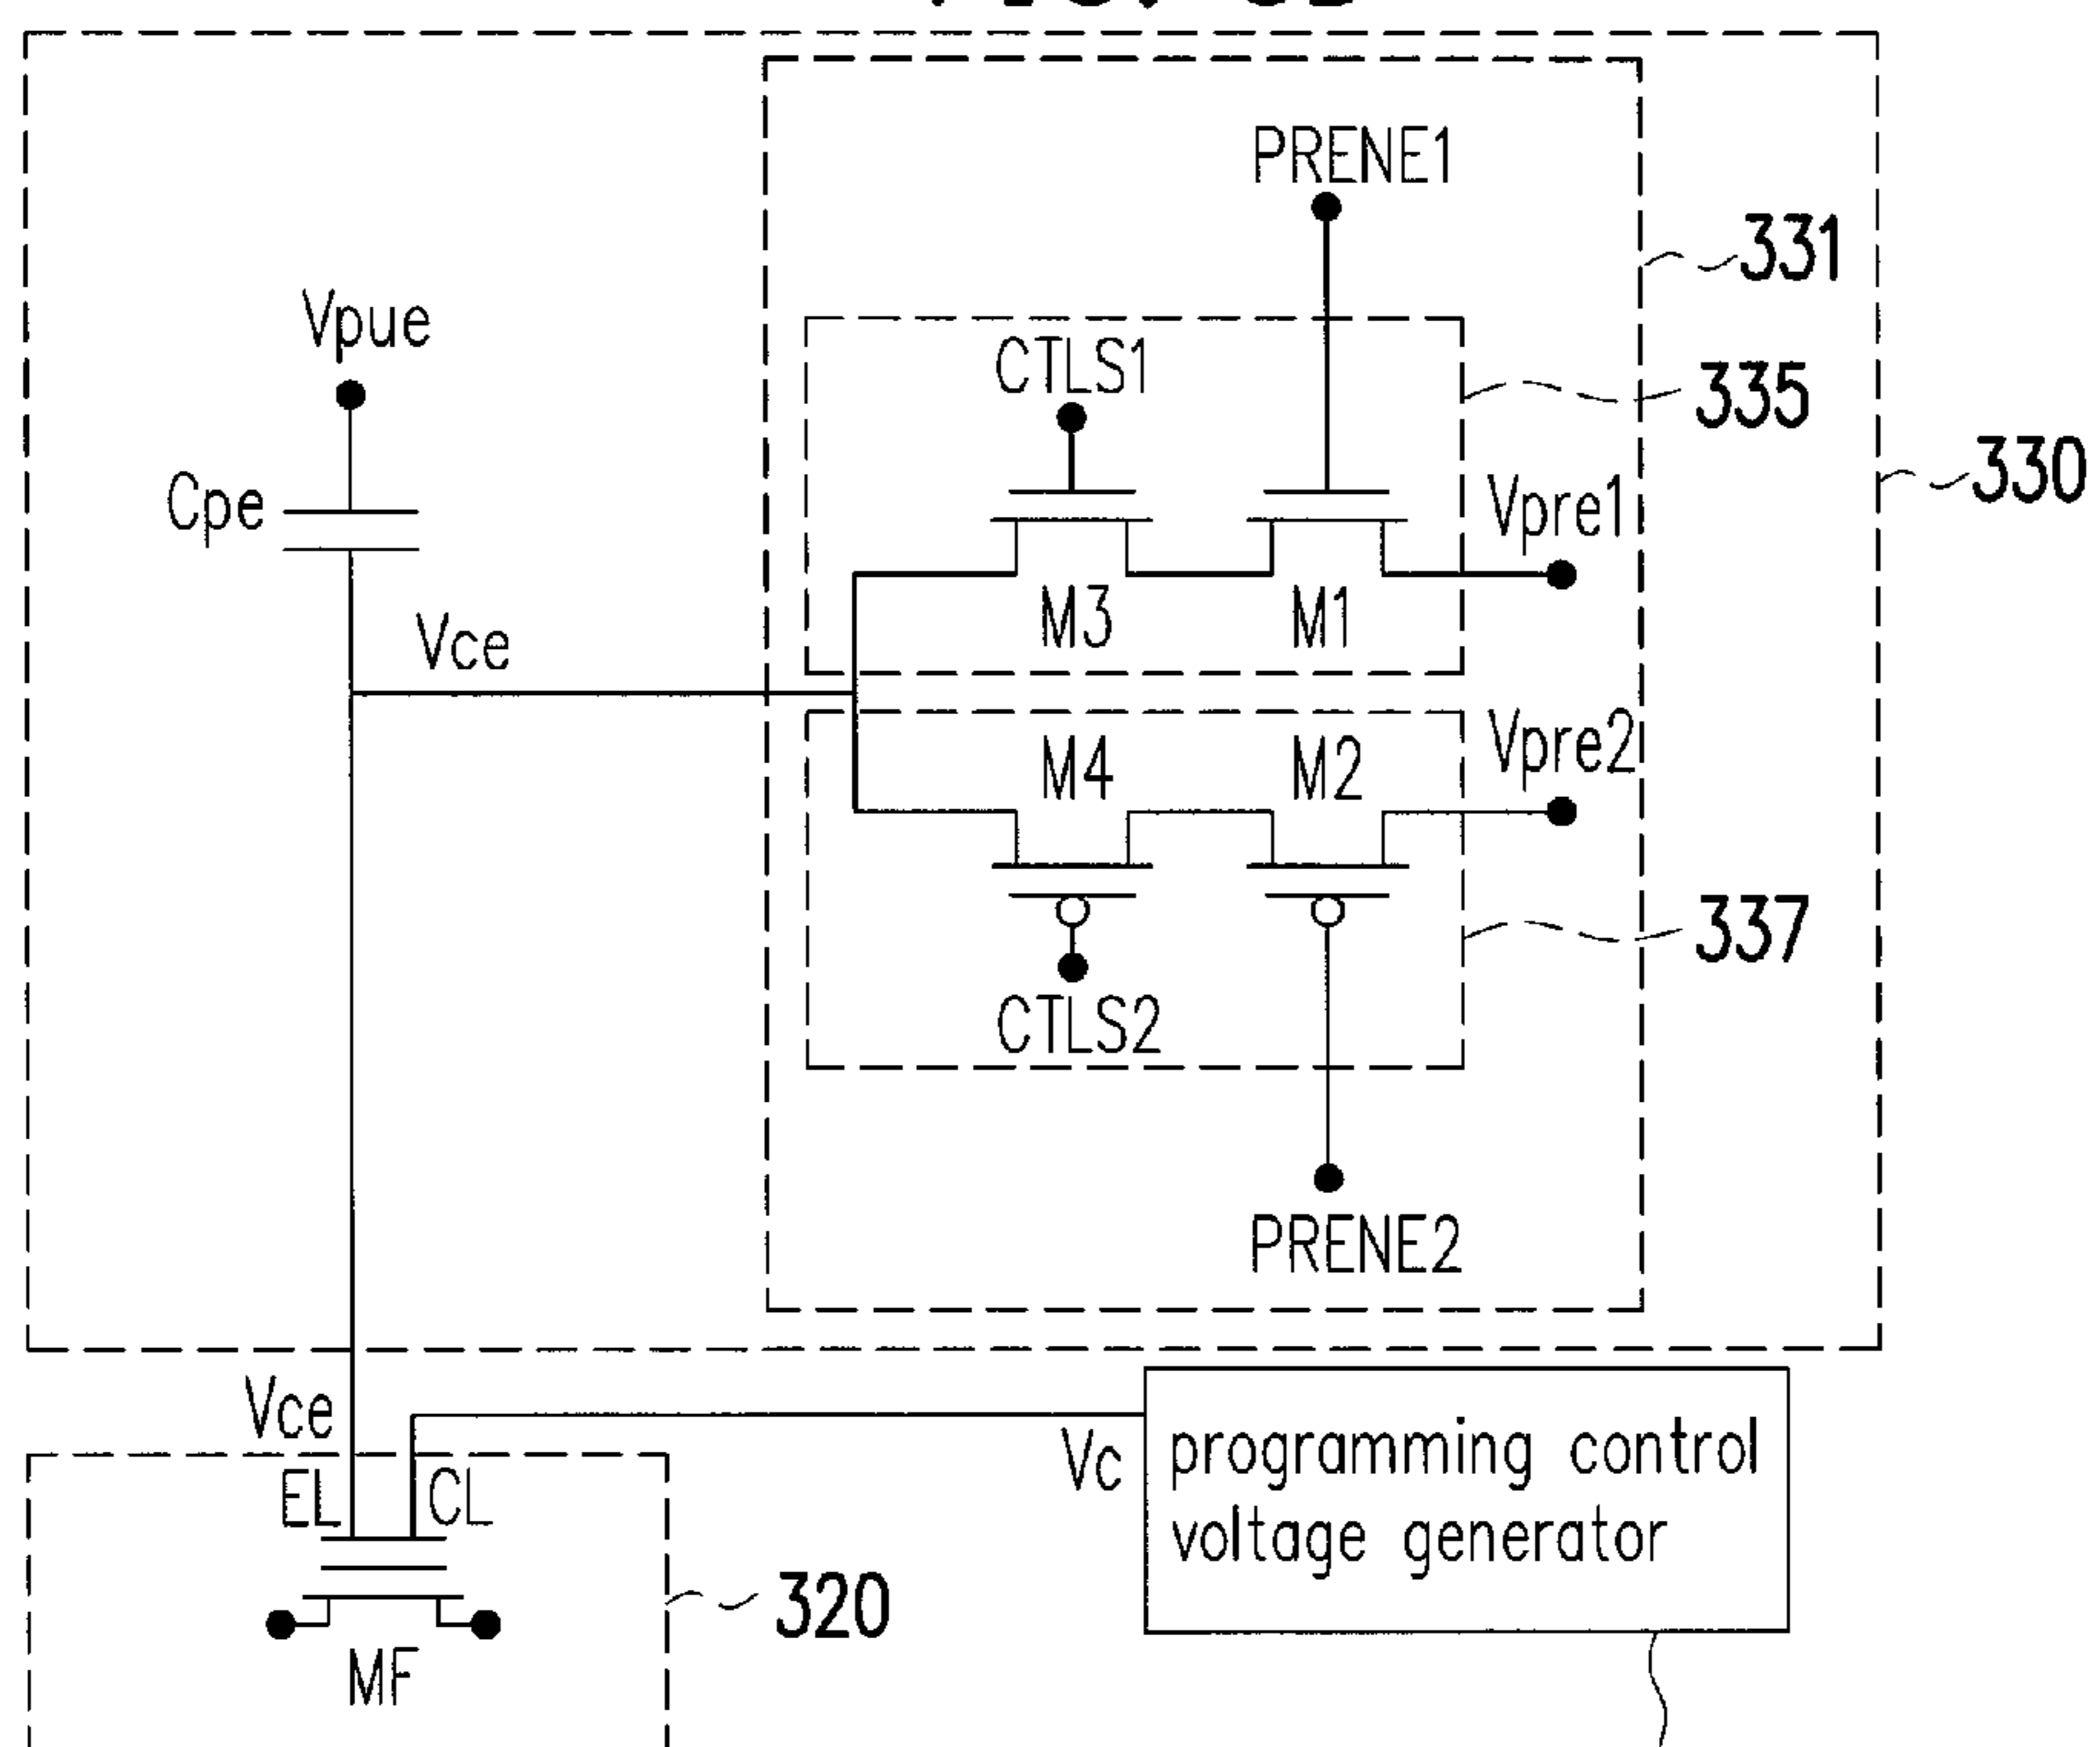 PRENE1
331
Vpue
CTLS1
335
330
Cpe
Vpre1
M3
M1
Vce
Vpre2
M4
M2
337
CTLS2
PRENE2
Vce
Vc
programming control
voltage generator
EL
CL
320
MF